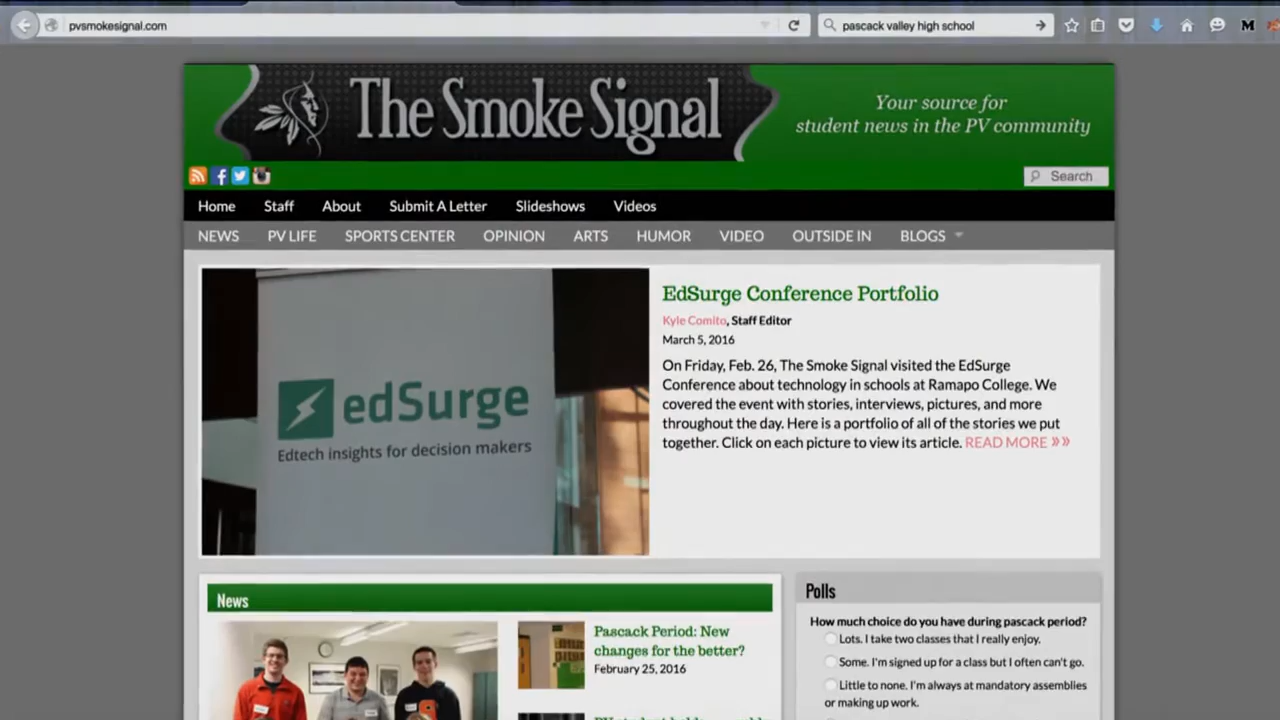 pvsmokesignal.com
pascack valley high school
The Smoke Signal
Your source for
student news in the PV community
Search
Home Staff About Submit A Letter Slideshows Videos
NEWS PV LIFE SPORTS CENTER OPINION ARTS HUMOR VIDEO OUTSIDE IN BLOGS
edSurge
Edtech insights for decision makers
EdSurge Conference Portfolio
Kyle Comito, Staff Editor
March 5, 2016
On Friday, Feb. 26, The Smoke Signal visited the EdSurge
Conference about technology in schools at Ramapo College. We
covered the event with stories, interviews, pictures, and more
throughout the day. Here is a portfolio of all of the stories we put
together. Click on each picture to view its article. READ MORE »»
News
Pascack Period: New
changes for the better?
February 25, 2016
Polls
How much choice do you have during pascack period?
Lots. I take two classes that I really enjoy.
Some. I'm signed up for a class but I often can't go.
Little to none. I'm always at mandatory assemblies
or making up work.